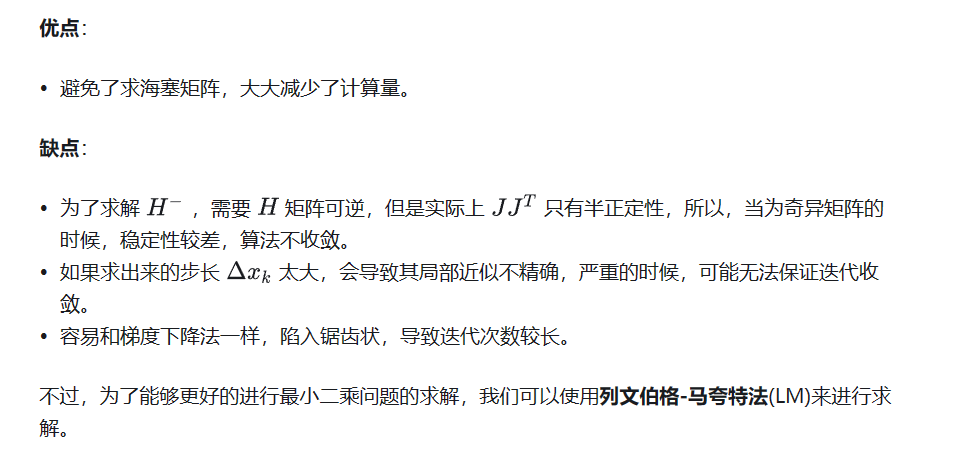 优点：
• 避免了求海塞矩阵，大大减少了计算量。
缺点：
• 为了求解 H⁻ ，需要 H 矩阵可逆，但是实际上 JJᵀ 只有半正定性，所以，当为奇异矩阵的
时候，稳定性较差，算法不收敛。
• 如果求出来的步长 Δxₖ 太大，会导致其局部近似不精确，严重的时候，可能无法保证迭代收
敛。
• 容易和梯度下降法一样，陷入锯齿状，导致迭代次数较长。
不过，为了能够更好的进行最小二乘问题的求解，我们可以使用列文伯格-马夸特法(LM)来进行求
解。